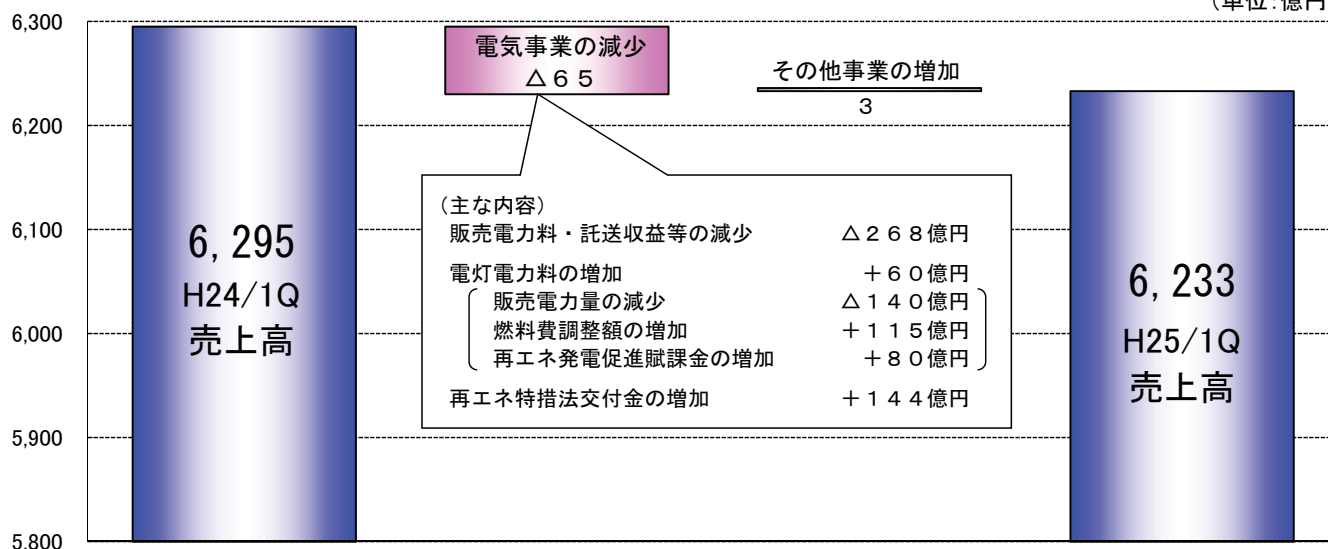 (単位:億円
6,300
6,200
6,100
6,000
5,900
5,800
6,295
H24/1Q
売上高
電気事業の減少
△65
その他事業の増加
3
(主な内容)
販売電力料・託送収益等の減少 △268億円
電灯電力料の増加 +60億円
販売電力量の減少 △140億円
燃料費調整額の増加 +115億円
再エネ発電促進賦課金の増加 +80億円
再エネ特措法交付金の増加 +144億円
6,233
H25/1Q
売上高